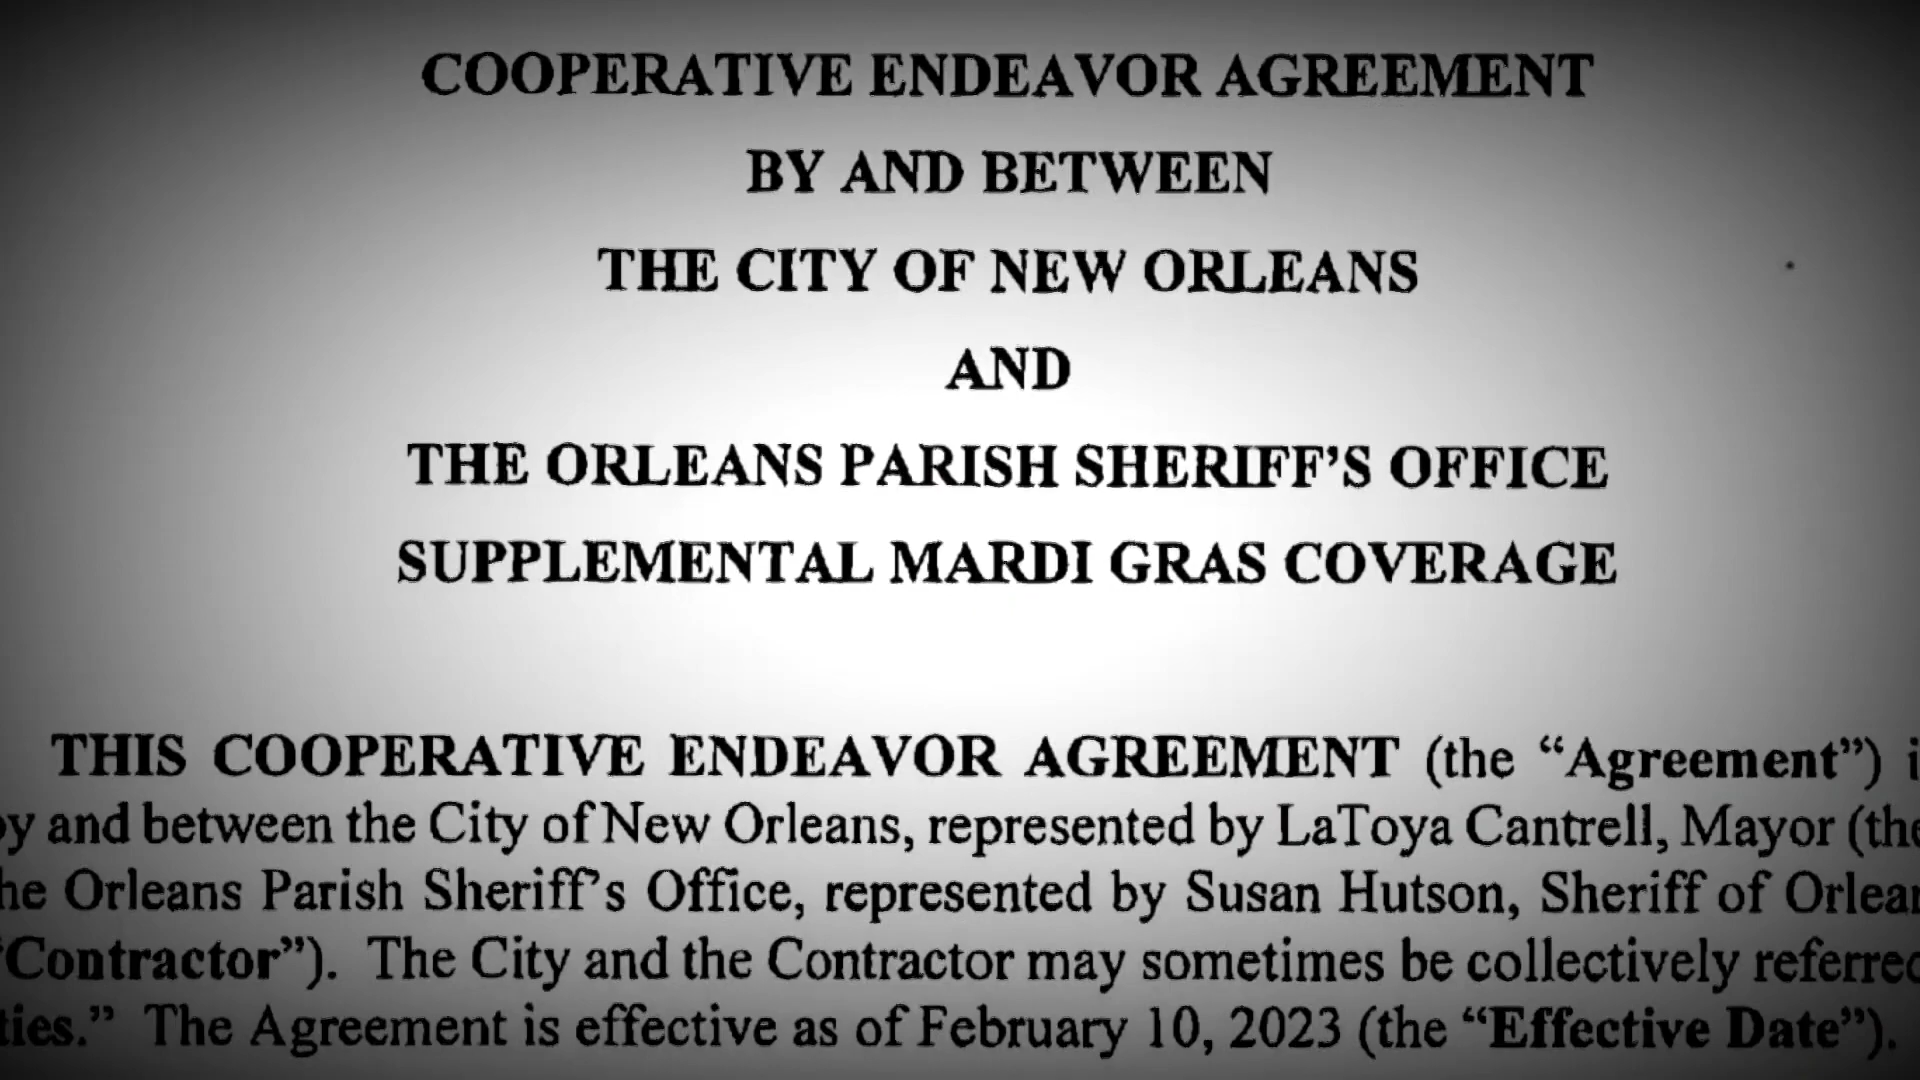 COOPERATIVE ENDEAVOR AGREEMENT
BY AND BETWEEN
THE CITY OF NEW ORLEANS
AND
THE ORLEANS PARISH SHERIFF’S OFFICE
SUPPLEMENTAL MARDI GRAS COVERAGE
THIS COOPERATIVE ENDEAVOR AGREEMENT (the “Agreement”)
and between the City of New Orleans, represented by LaToya Cantrell, Mayor (the
Orleans Parish Sheriff’s Office, represented by Susan Hutson, Sheriff of
“Contractor”). The City and the Contractor may sometimes be collectively referred
The Agreement is effective as of February 10, 2023 (the “Effective Date”).